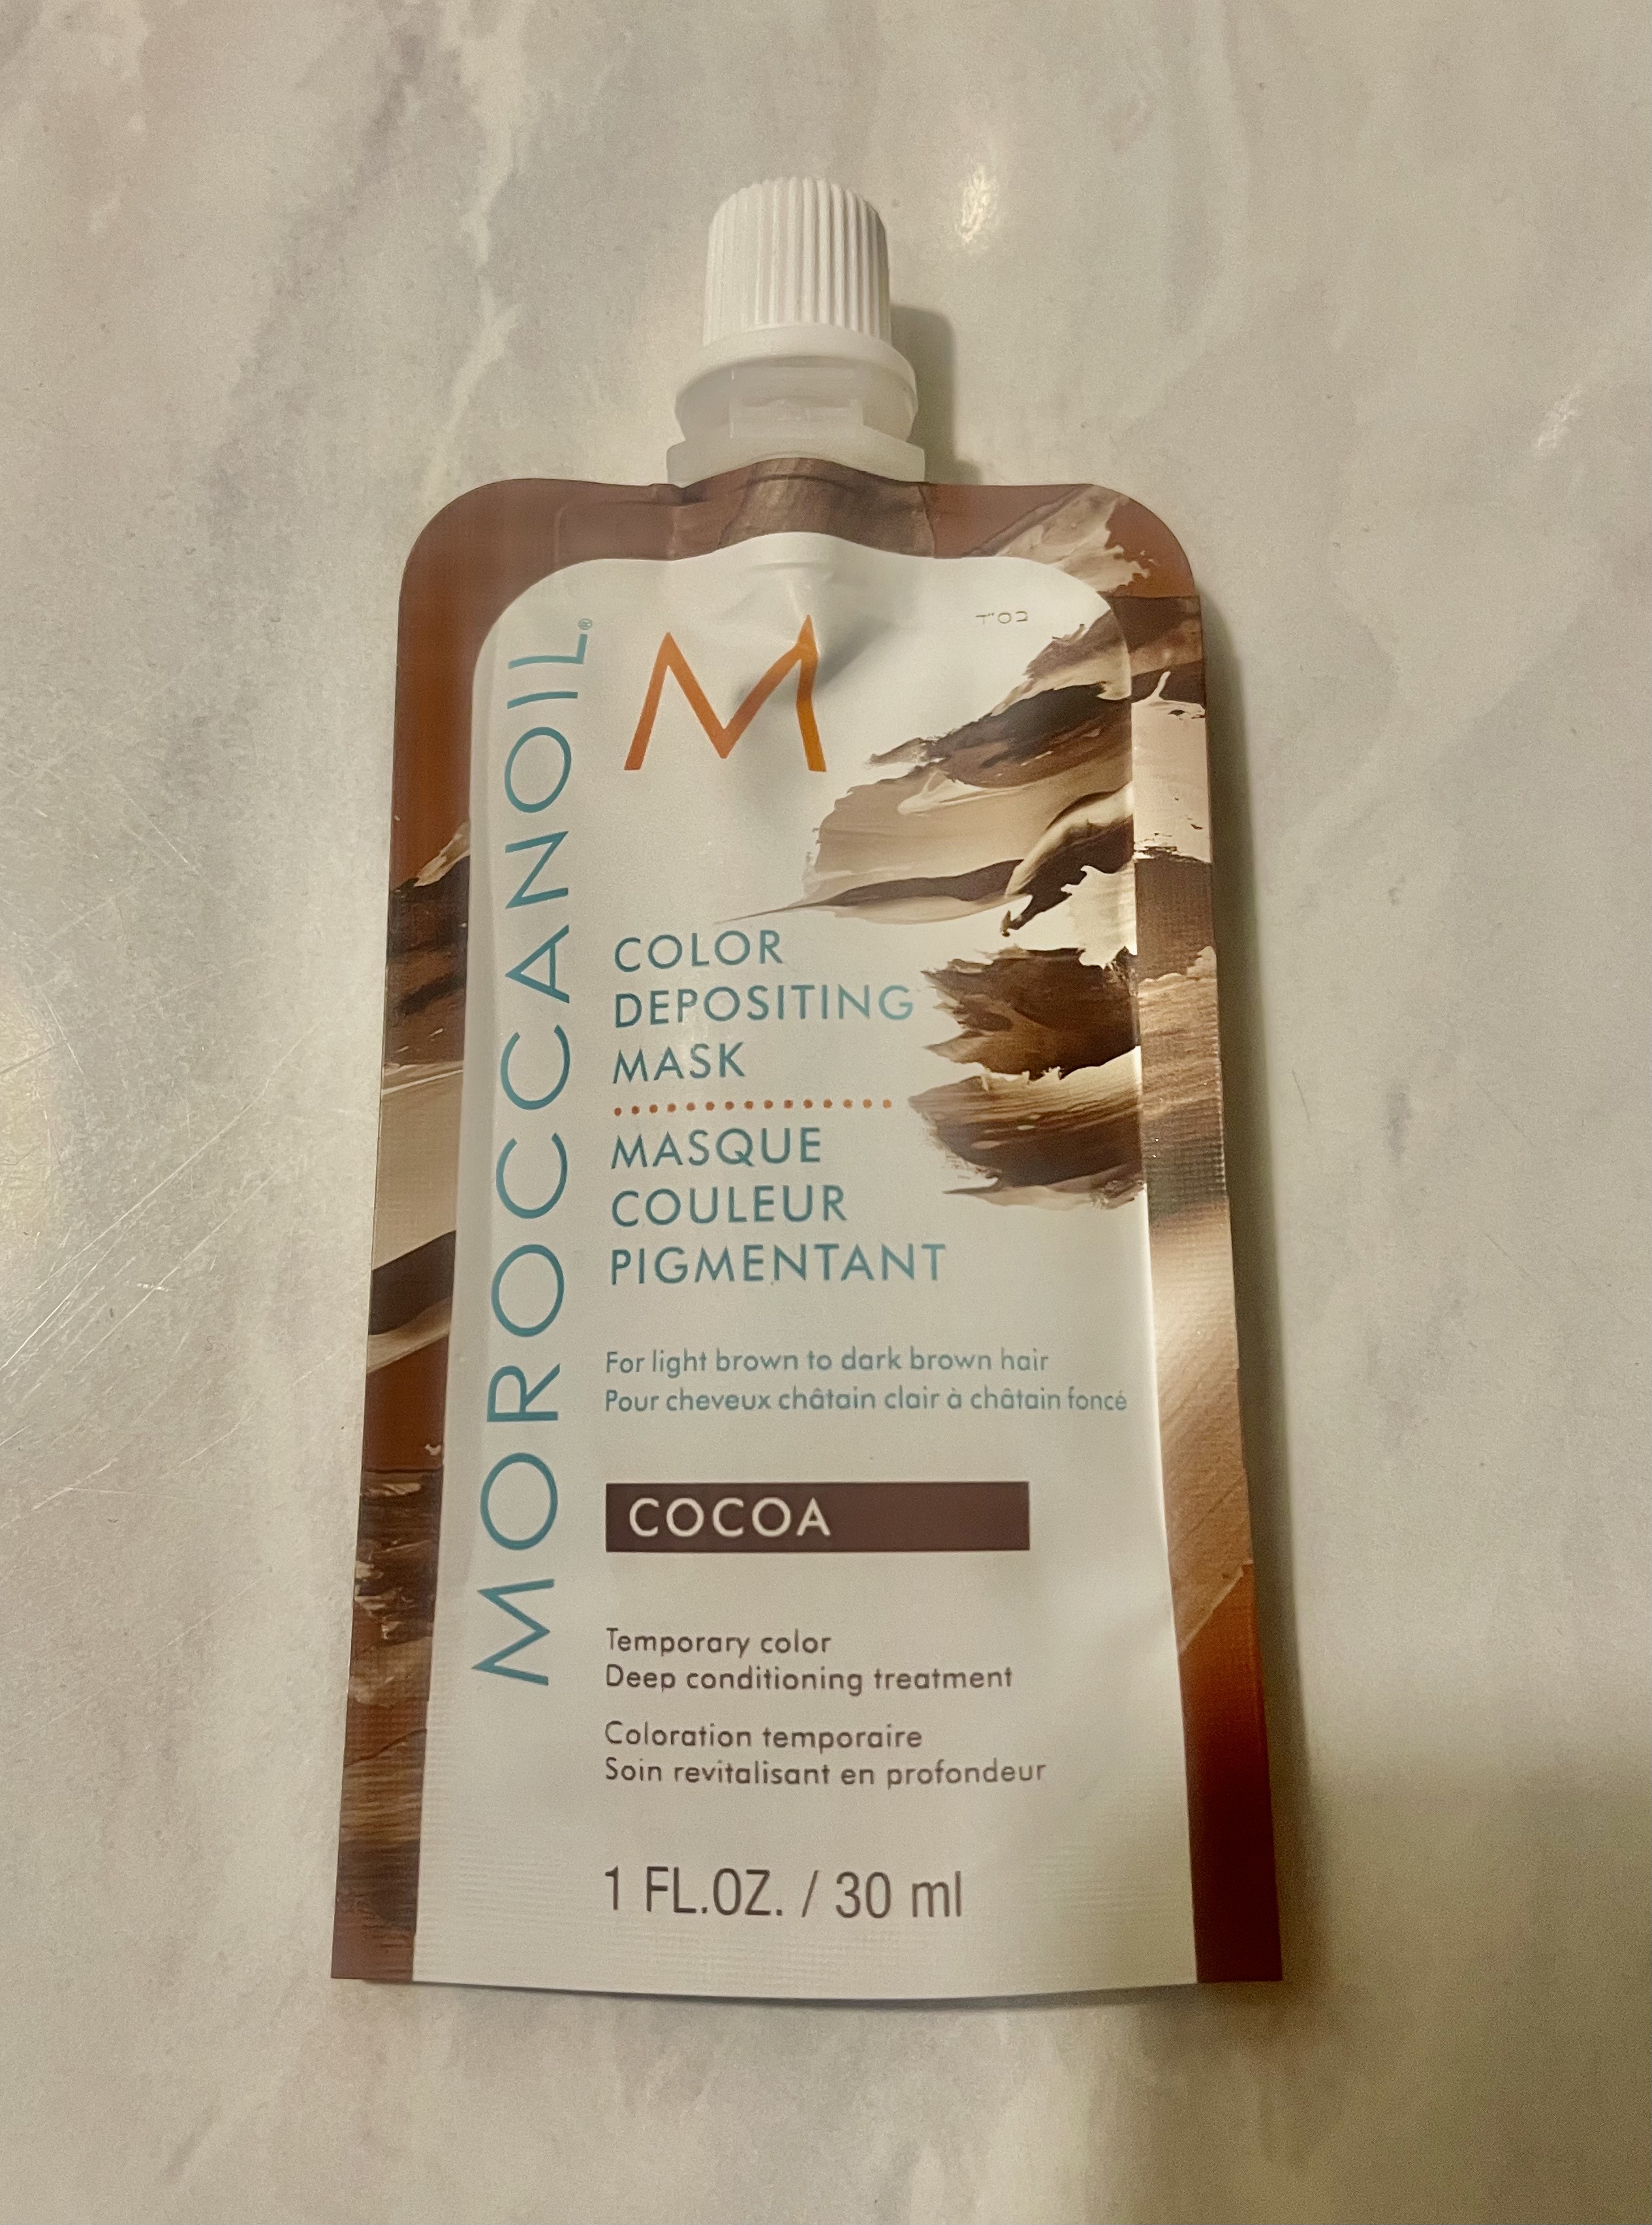 MOROCCANOIL®
M
COLOR
DEPOSITING
MASK
MASQUE
COULEUR
PIGMENTANT
For light brown to dark brown hair
Pour cheveux châtain clair à châtain foncé
COCOA
Temporary color
Deep conditioning treatment
Coloration temporaire
Soin revitalisant en profondeur
1 FL.OZ. / 30 ml